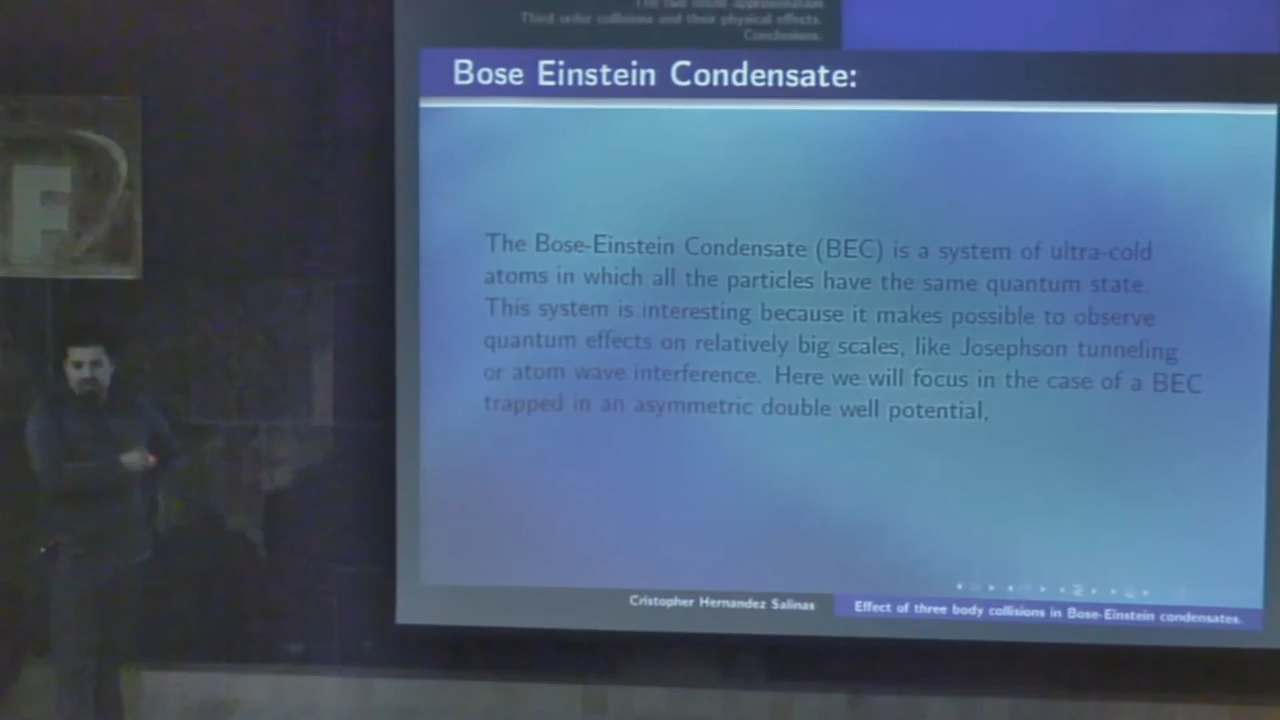 The two mode approximation
Third order collisions and their physical effects.
Conclusions.
Bose Einstein Condensate:
The Bose-Einstein Condensate (BEC) is a system of ultra-cold
atoms in which all the particles have the same quantum state.
This system is interesting because it makes possible to observe
quantum effects on relatively big scales, like Josephson tunneling
or atom wave interference. Here we will focus in the case of a BEC
trapped in an asymmetric double well potential,
Cristopher Hernandez Salinas
Effect of three body collisions in Bose-Einstein condensates.
F